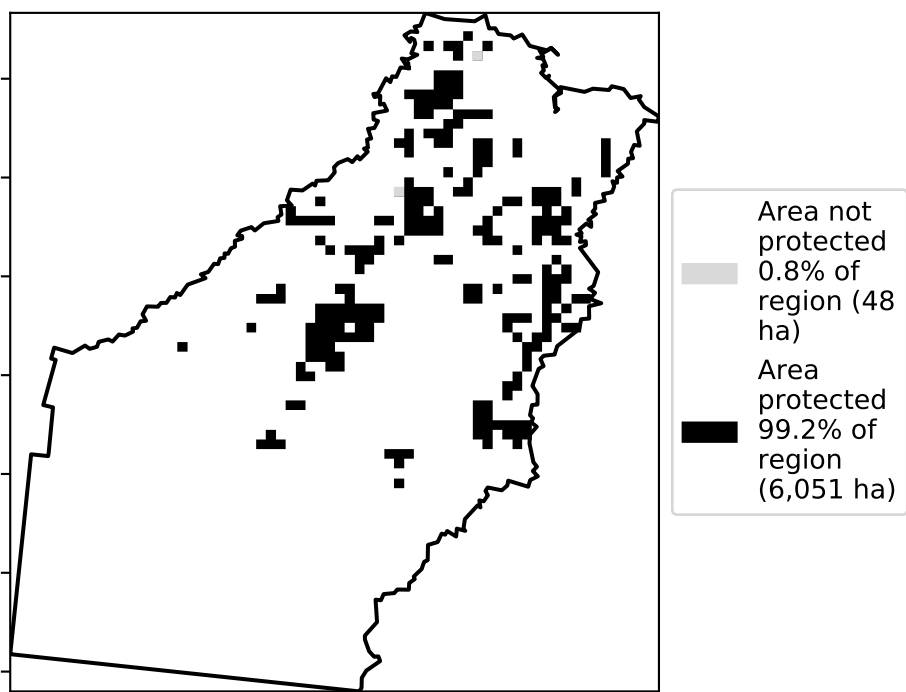 Area not
protected
0.8% of
region (48
ha)
Area
protected
99.2% of
region
(6,051 ha)